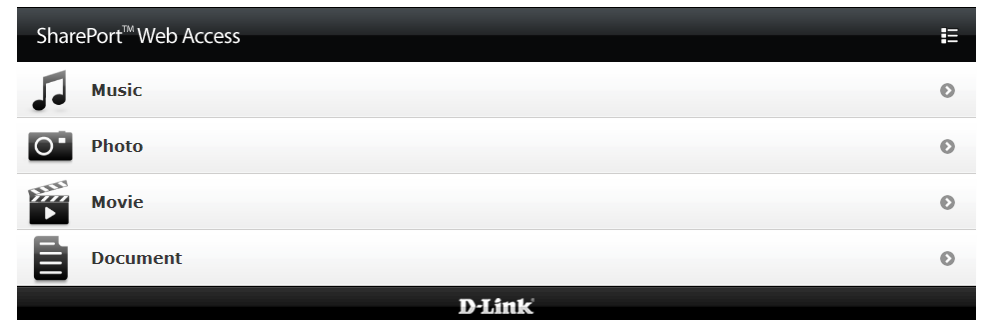 SharePort™ Web Access
Music
Photo
Movie
Document
D-Link